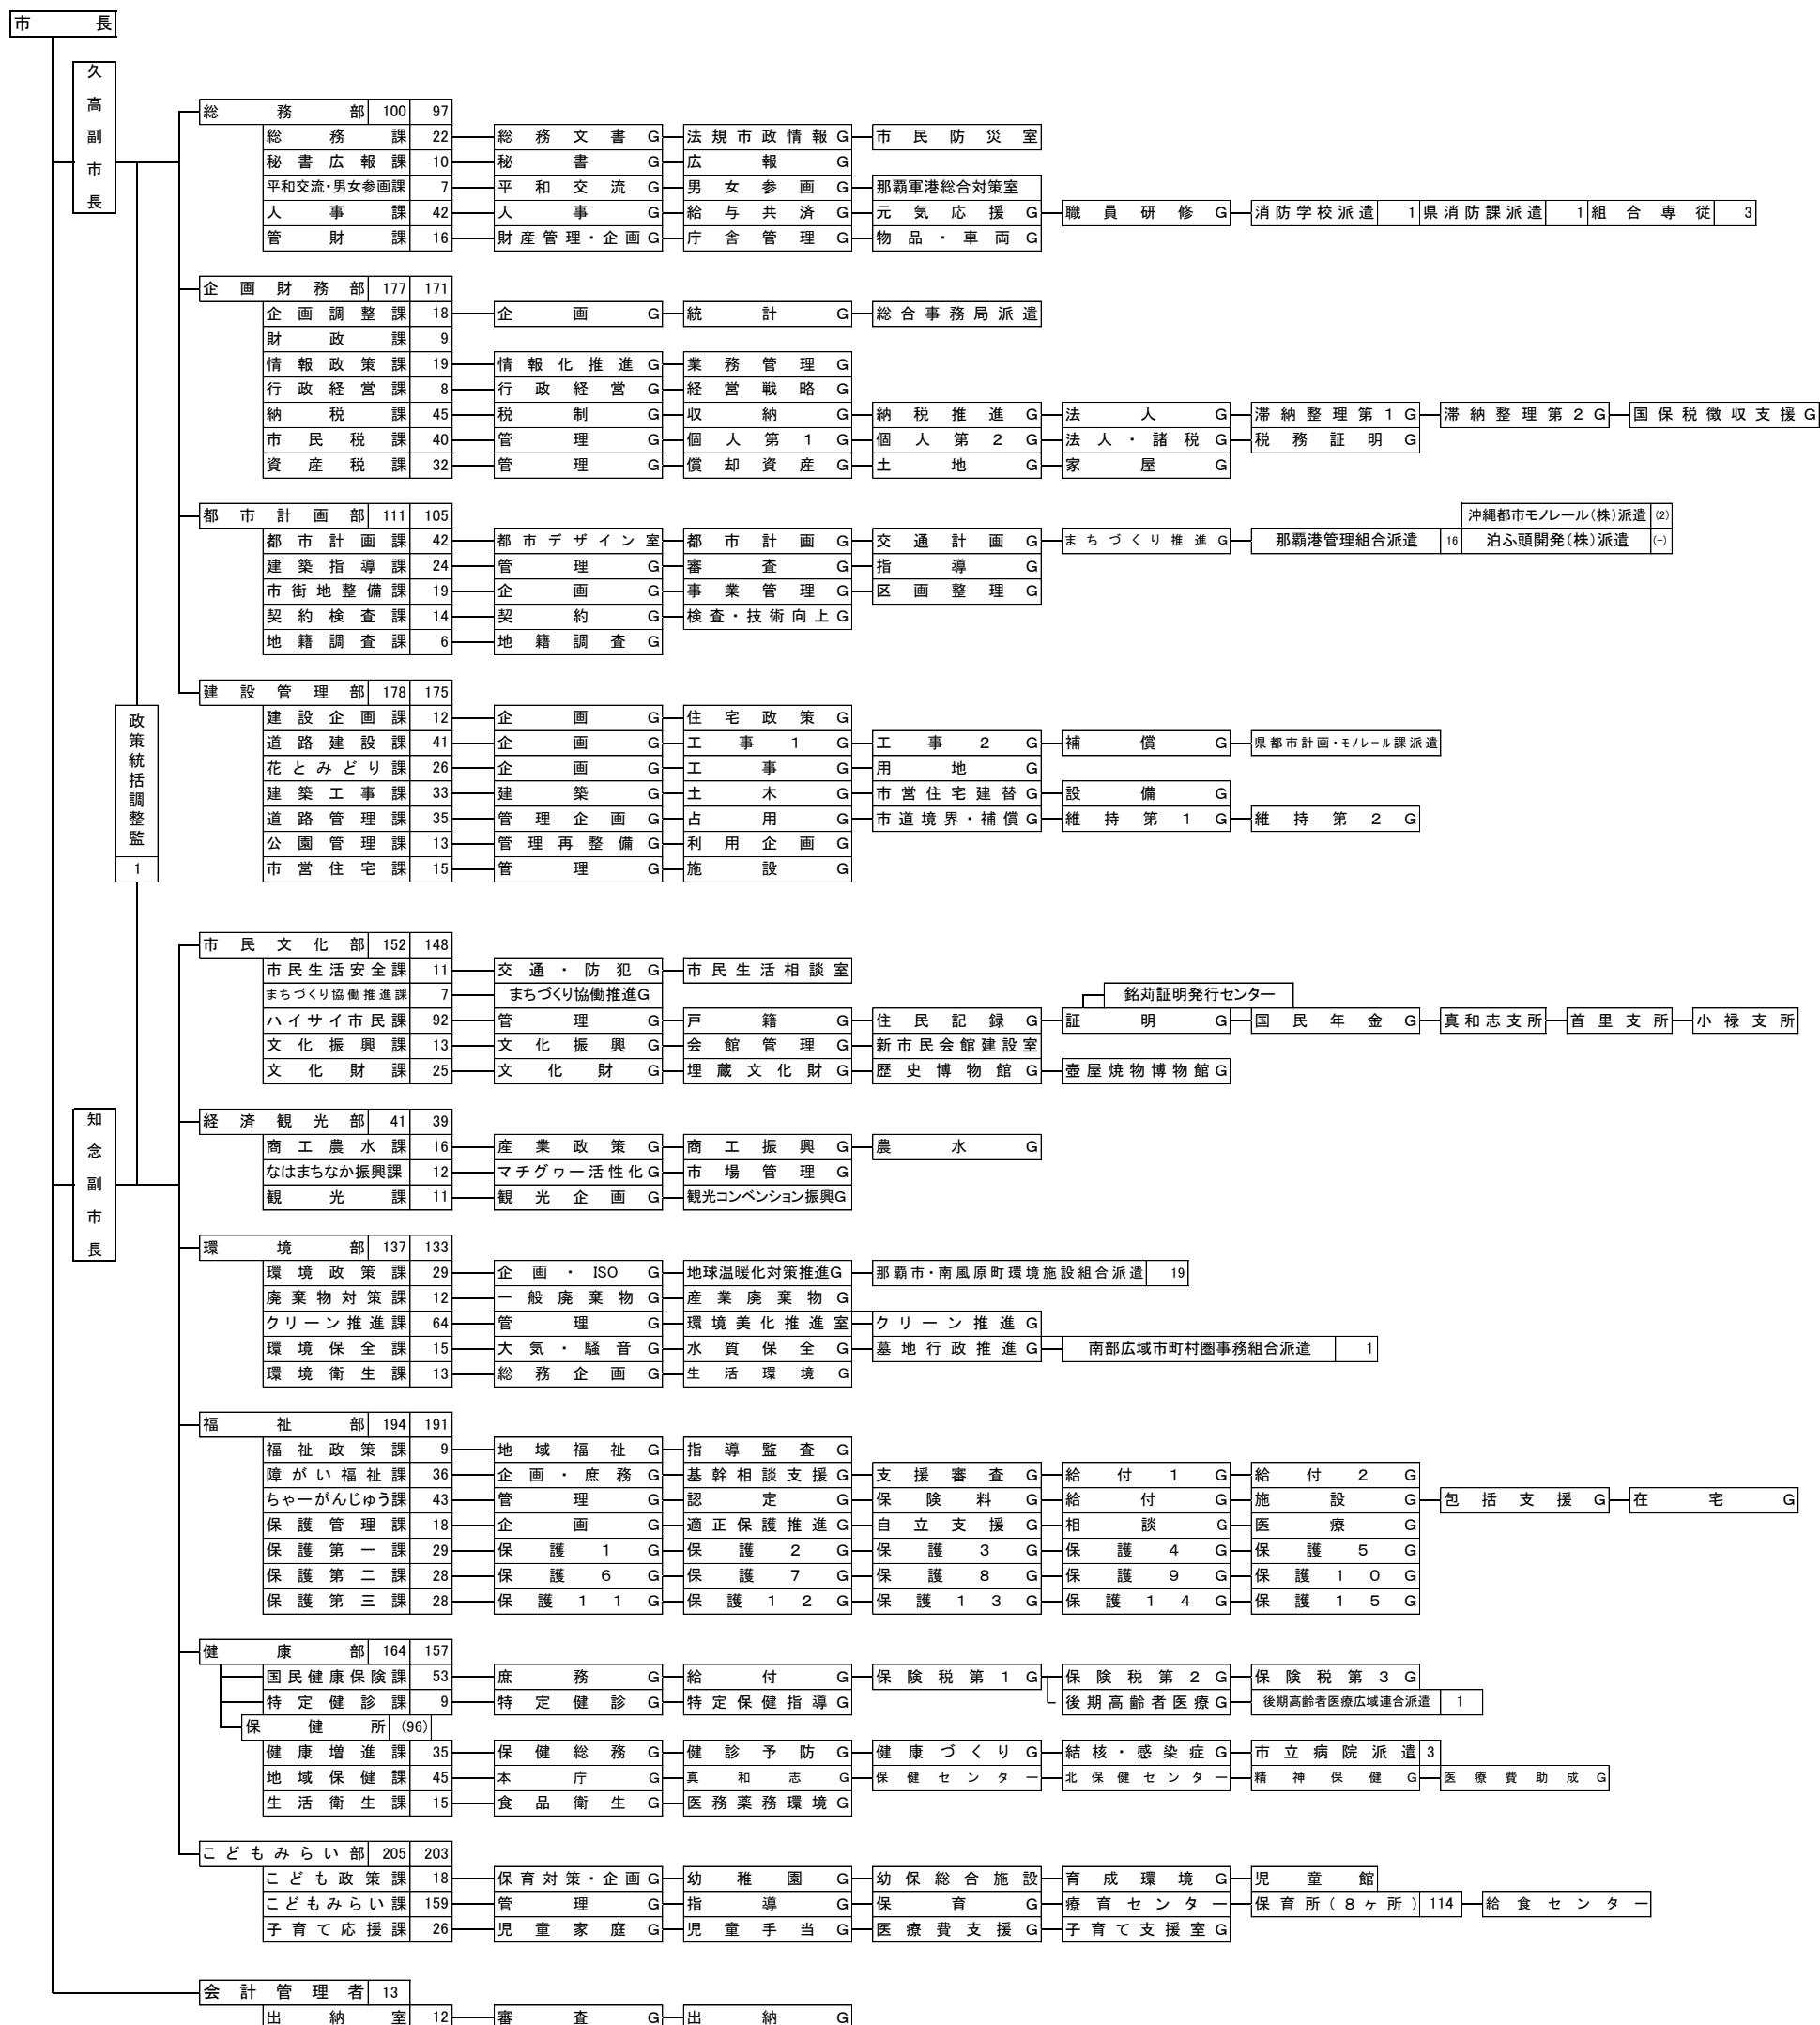 市長
久高副市長
総務部 100 97
総務課 22 総務文書G 法規市政情報G 市民防災室
秘書広報課 10 秘書G 広報G
平和交流・男女参画課 7 平和交流G 男女参画G 那覇軍港総合対策室
人事課 42 人事G 給与共済G 元気応援G 職員研修G 消防学校派遣 1 県消防課派遣 1 組合専従 3
管財課 16 財産管理・企画G 庁舎管理G 物品・車両G
企画財務部 177 171
企画調整課 18 企画G 統計G 総合事務局派遣
財政課 9
情報政策課 19 情報化推進G 業務管理G
行政経営課 8 行政経営G 経営戦略G
納税課 45 税制G 収納G 納税推進G 法人G 滞納整理第1G 滞納整理第2G 国保税徴収支援G
市民税課 40 管理G 個人第1G 個人第2G 法人・諸税G 税務証明G
資産税課 32 管理G 償却資産G 土地G 家屋G
都市計画部 111 105 沖縄都市モノレール(株)派遣 (2)
都市計画課 42 都市デザイン室 都市計画G 交通計画G まちづくり推進G 那覇港管理組合派遣 16 泊ふ頭開発(株)派遣 (-)
建築指導課 24 管理G 審査G 指導G
市街地整備課 19 企画G 事業管理G 区画整理G
契約検査課 14 契約G 検査・技術向上G
地籍調査課 6 地籍調査G
建設管理部 178 175
政策統括調整監 1
建設企画課 12 企画G 住宅政策G
道路建設課 41 企画G 工事1G 工事2G 補償G 県都市計画・モノレール課派遣
花とみどり課 26 企画G 工事G 用地G
建築工事課 33 建築G 土木G 市営住宅建替G 設備G
道路管理課 35 管理企画G 占用G 市道境界・補償G 維持第1G 維持第2G
公園管理課 13 管理再整備G 利用企画G
市営住宅課 15 管理G 施設G
市民文化部 152 148
市民生活安全課 11 交通・防犯G 市民生活相談室
まちづくり協働推進課 7 まちづくり協働推進G 銘苅証明発行センター
ハイサイ市民課 92 管理G 戸籍G 住民記録G 証明G 国民年金G 真和志支所 首里支所 小禄支所
文化振興課 13 文化振興G 会館管理G 新市民会館建設室
文化財課 25 文化財G 埋蔵文化財G 歴史博物館G 壺屋焼物博物館G
知念副市長
経済観光部 41 39
商工農水課 16 産業政策G 商工振興G 農水G
なはまちなか振興課 12 マチグヮー活性化G 市場管理G
観光課 11 観光企画G 観光コンベンション振興G
環境部 137 133
環境政策課 29 企画・ISOG 地球温暖化対策推進G 那覇市・南風原町環境施設組合派遣 19
廃棄物対策課 12 一般廃棄物G 産業廃棄物G
クリーン推進課 64 管理G 環境美化推進室 クリーン推進G
環境保全課 15 大気・騒音G 水質保全G 墓地行政推進G 南部広域市町村圏事務組合派遣 1
環境衛生課 13 総務企画G 生活環境G
福祉部 194 191
福祉政策課 9 地域福祉G 指導監査G
障がい福祉課 36 企画・庶務G 基幹相談支援G 支援審査G 給付1G 給付2G
ちゃーがんじゅう課 43 管理G 認定G 保険料G 給付G 施設G 包括支援G 在宅G
保護管理課 18 企画G 適正保護推進G 自立支援G 相談G 医療G
保護第一課 29 保護1G 保護2G 保護3G 保護4G 保護5G
保護第二課 28 保護6G 保護7G 保護8G 保護9G 保護10G
保護第三課 28 保護11G 保護12G 保護13G 保護14G 保護15G
健康部 164 157
国民健康保険課 53 庶務G 給付G 保険税第1G 保険税第2G 保険税第3G
特定健診課 9 特定健診G 特定保健指導G 後期高齢者医療G 後期高齢者医療広域連合派遣 1
保健所 (96)
健康増進課 35 保健総務G 健診予防G 健康づくりG 結核・感染症G 市立病院派遣 3
地域保健課 45 本庁G 真和志G 保健センター 北保健センター 精神保健G 医療費助成G
生活衛生課 15 食品衛生G 医務薬務環境G
こどもみらい部 205 203
こども政策課 18 保育対策・企画G 幼稚園G 幼保総合施設 育成環境G 児童館
こどもみらい課 159 管理G 指導G 保育G 療育センター 保育所(8ヶ所) 114 給食センター
子育て応援課 26 児童家庭G 児童手当G 医療費支援G 子育て支援室G
会計管理者 13
出納室 12 審査G 出納G